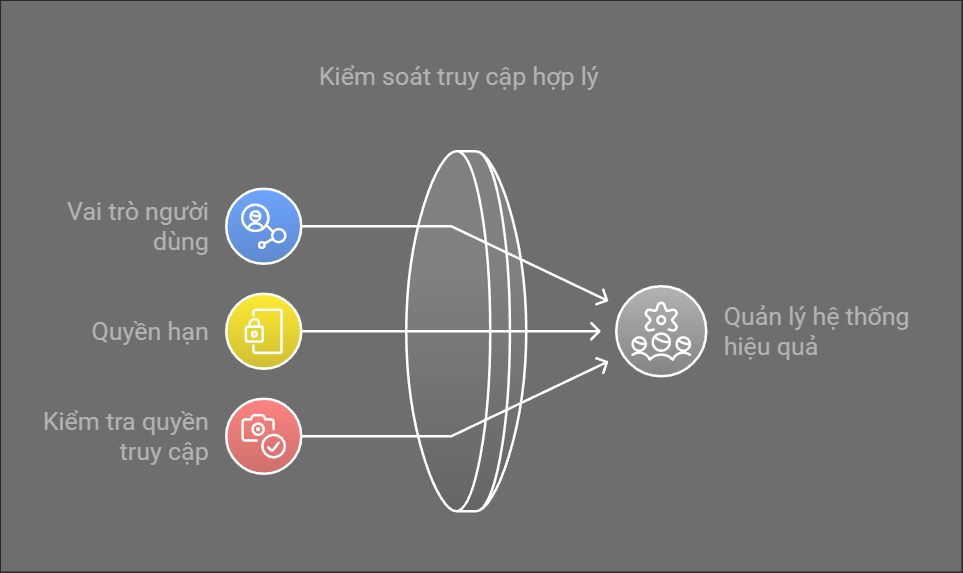 Kiểm soát truy cập hợp lý
Vai trò người
dùng
Quyền hạn
Kiểm tra quyền
truy cập
Quản lý hệ thống
hiệu quả